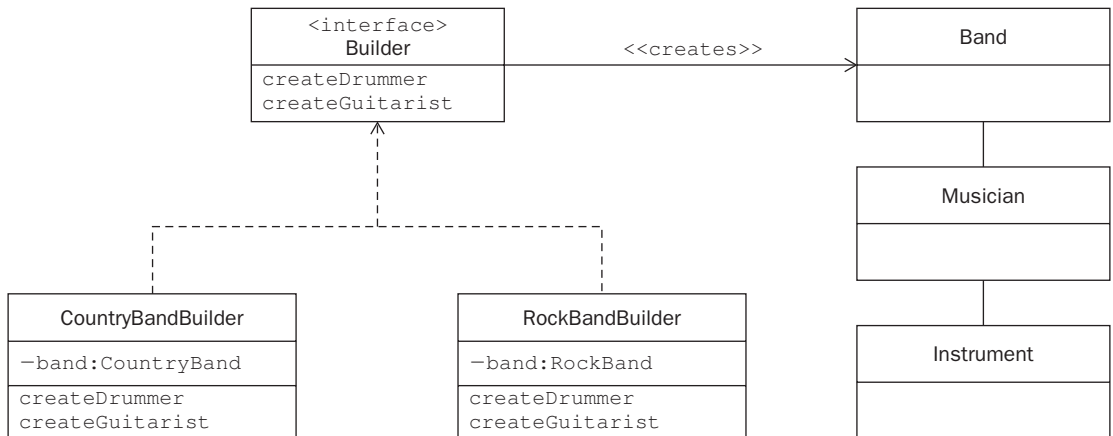 <interface>
Builder
createDrummer
createGuitarist
<<creates>>
Band
Musician
Instrument
CountryBandBuilder
−band:CountryBand
createDrummer
createGuitarist
RockBandBuilder
−band:RockBand
createDrummer
createGuitarist